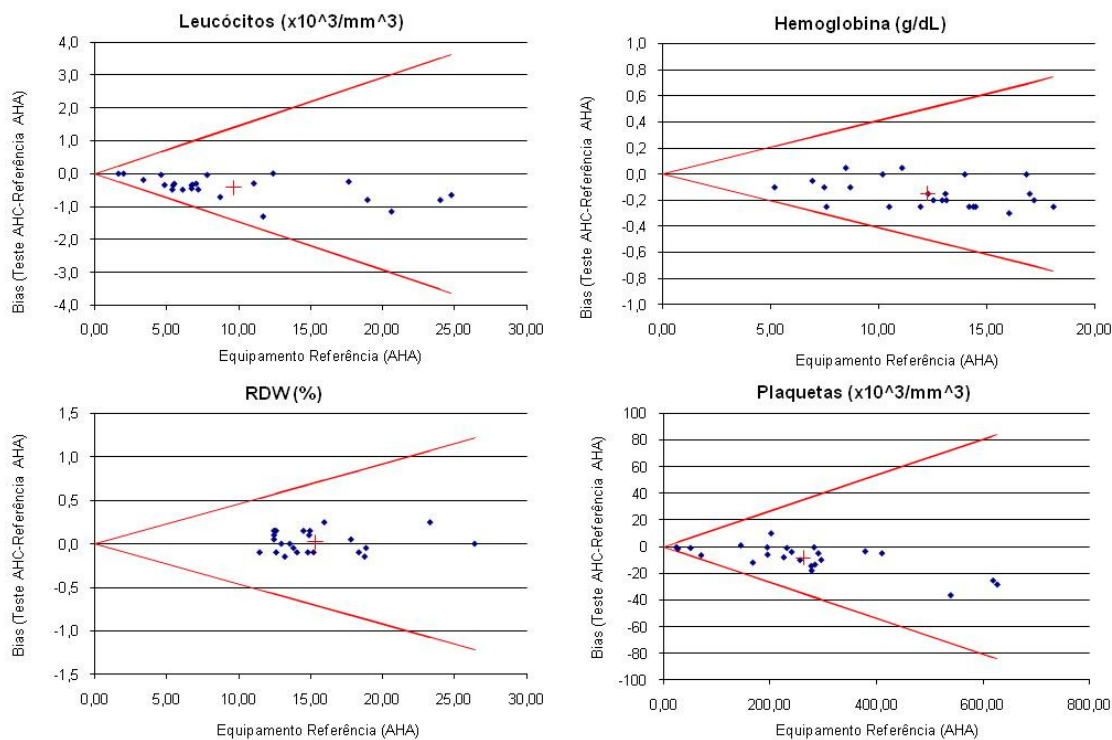 Leucócitos (x10^3/mm^3)
Bias (Teste AHC-Referência AHA)
4,0
3,0
2,0
1,0
0,0
-1,0
-2,0
-3,0
-4,0
0,00 5,00 10,00 15,00 20,00 25,00 30,00
Equipamento Referência (AHA)
Hemoglobina (g/dL)
Bias (Teste AHC-Referência AHA)
1,0
0,8
0,6
0,4
0,2
0,0
-0,2
-0,4
-0,6
-0,8
-1,0
0,00 5,00 10,00 15,00 20,00
Equipamento Referência (AHA)
RDW (%)
Bias (Teste AHC-Referência AHA)
1,5
1,0
0,5
0,0
-0,5
-1,0
-1,5
0,00 5,00 10,00 15,00 20,00 25,00 30,00
Equipamento Referência (AHA)
Plaquetas (x10^3/mm^3)
Bias (Teste AHC-Referência AHA)
100
80
60
40
20
0
-20
-40
-60
-80
-100
0,00 200,00 400,00 600,00 800,00
Equipamento Referência (AHA)